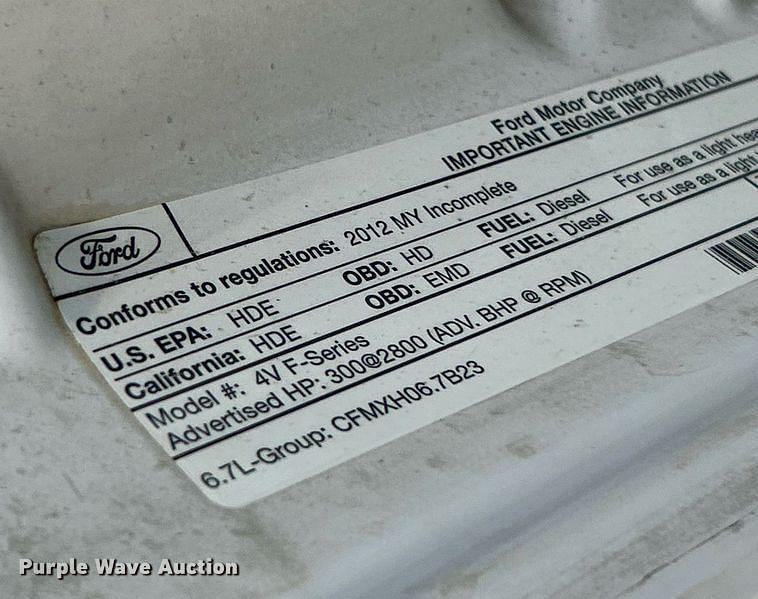 Ford Motor Company
IMPORTANT ENGINE INFORMATION
Ford
Conforms to regulations: 2012 MY Incomplete
U.S. EPA: HDE OBD: HD FUEL: Diesel For use as a light
California: HDE OBD: EMD FUEL: Diesel For use as a light
Model #: 4V F-Series
Advertised HP: 300@2800 (ADV. BHP @ RPM)
6.7L-Group: CFMXH06.7B23
Purple Wave Auction